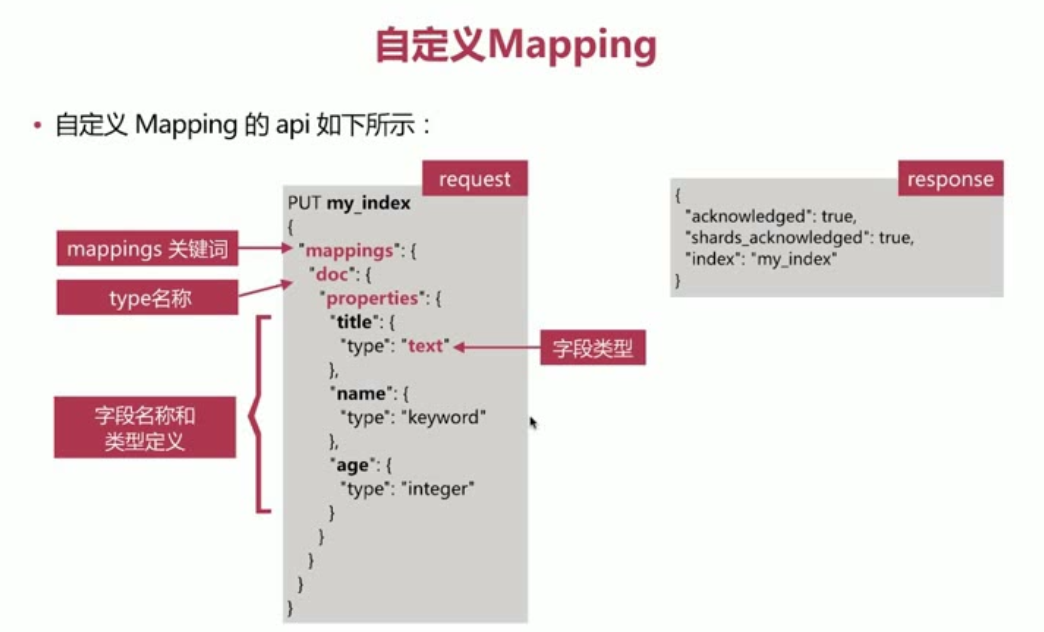 自定义Mapping
• 自定义 Mapping 的 api 如下所示：
request
PUT my_index
{
"mappings": {
"doc": {
"properties": {
"title": {
"type": "text"
},
"name": {
"type": "keyword"
},
"age": {
"type": "integer"
}
}
}
}
}
mappings 关键词
type名称
字段名称和
类型定义
字段类型
response
{
"acknowledged": true,
"shards_acknowledged": true,
"index": "my_index"
}